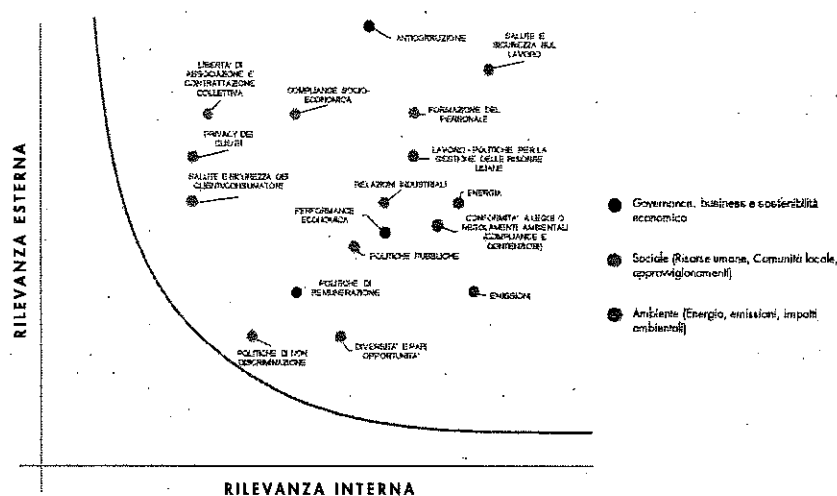 ANTICORRUZIONE
SALUTE E
SICUREZZA SUL
LAVORO
LIBERTA' DI
ASSOCIAZIONE E
CONTRATTAZIONE
COLLETTIVA
COMPLIANCE SOCIO-
ECONOMICA
FORMAZIONE DEL
PERSONALE
PRIVACY DEI
CLIENTI
LAVORO - POLITICHE PER LA
GESTIONE DELLE RISORSE
UMANE
SALUTE E SICUREZZA DEI
CLIENTI/CONSUMATORI
RELAZIONI INDUSTRIALI
ENERGIA
PERFORMANCE
ECONOMICA
CONFORMITA' A LEGGI O
REGOLAMENTI AMBIENTALI
(COMPLIANCE E
CONTENZIOSI)
POLITICHE PUBBLICHE
POLITICHE DI
REMUNERAZIONE
EMISSIONI
POLITICHE DI NON
DISCRIMINAZIONE
DIVERSITA' E PARI
OPPORTUNITA'
RILEVANZA ESTERNA
RILEVANZA INTERNA
Governance, business e sostenibilità
economico
Sociale (Risorse umane, Comunità locale,
approvvigionamenti)
Ambiente (Energia, emissioni, impatti
ambientali)